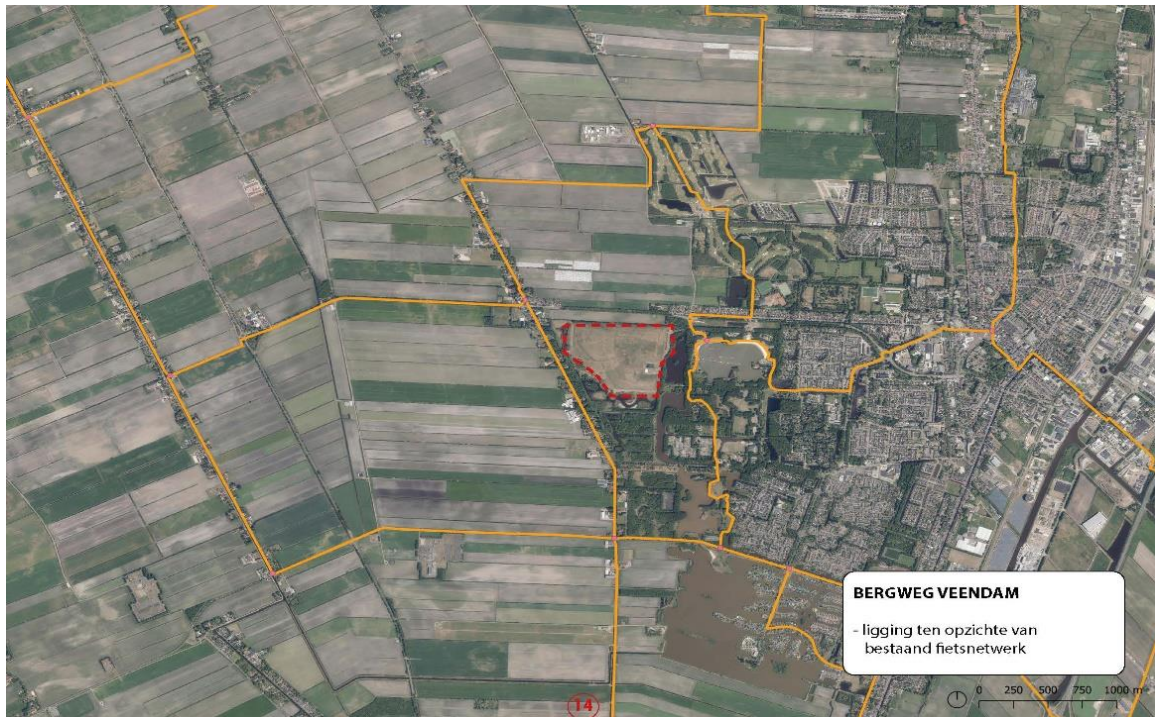 BERGWEG VEENDAM
- ligging ten opzichte van
bestaand fietsnetwerk
0 250 500 750 1000 m
14